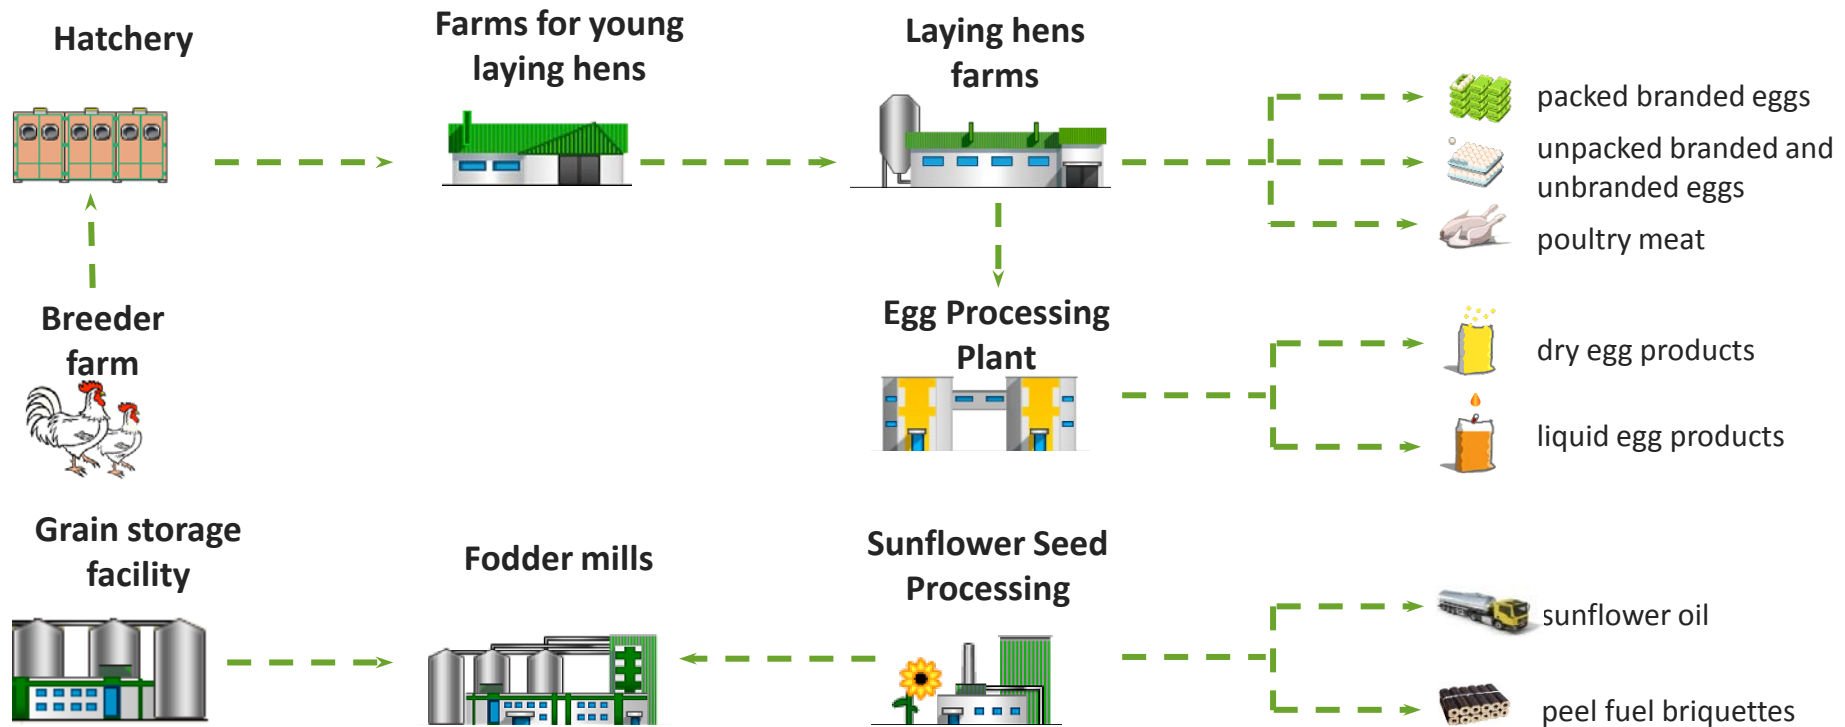 Hatchery
Farms for young
laying hens
Laying hens
farms
packed branded eggs
unpacked branded and
unbranded eggs
poultry meat
Breeder
farm
Egg Processing
Plant
dry egg products
liquid egg products
Grain storage
facility
Fodder mills
Sunflower Seed
Processing
sunflower oil
peel fuel briquettes